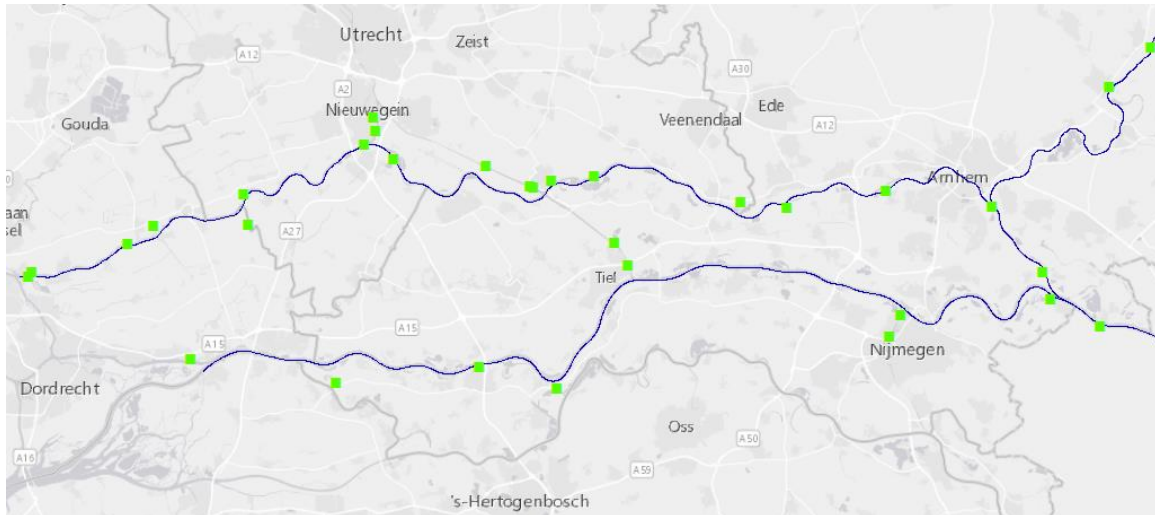 Utrecht
Zeist
A12
A30
A2
Nieuwegein
Ede
Gouda
Veenendaal
A12
Arnhem
aan
sel
A27
Tiel
A15
A15
Nijmegen
Dordrecht
Oss
A50
A16
A59
's-Hertogenbosch